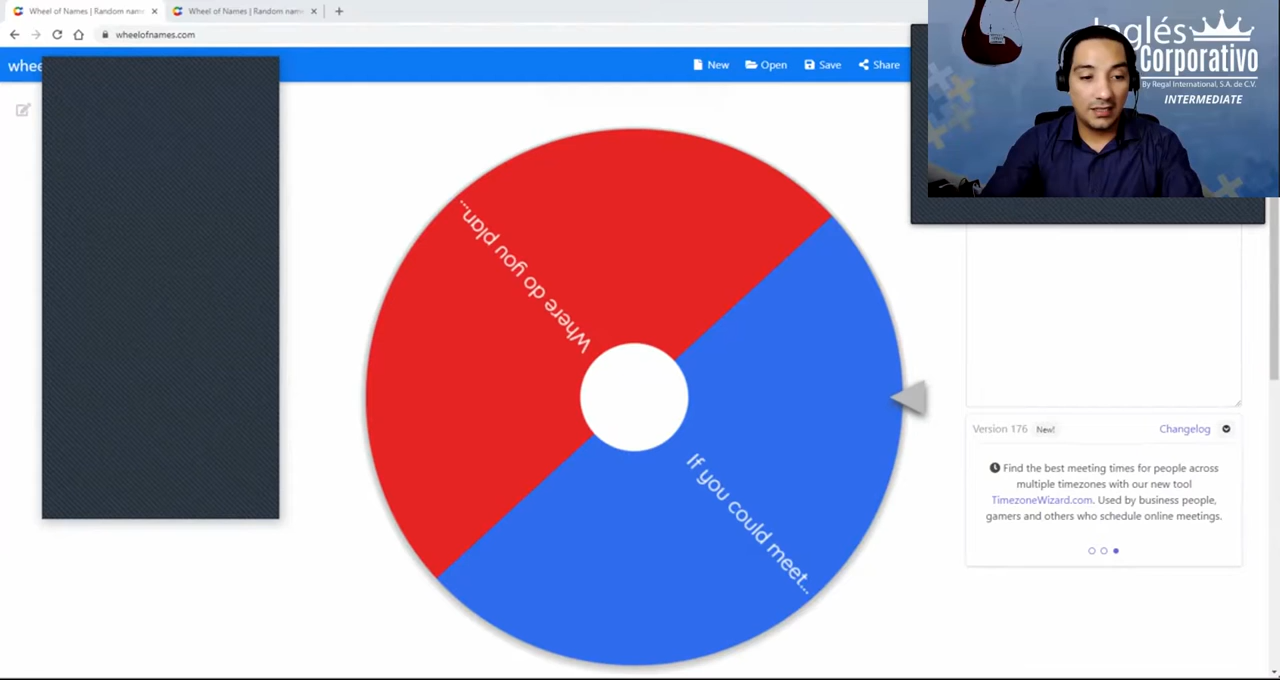 Wheel of Names | Random name
Wheel of Names | Random name
wheelofnames.com
whee
New
Open
Save
Share
Inglés
Corporativo
By Regal International, S.A. de C.V.
INTERMEDIATE
Where do you plan...
If you could meet...
Version 176
New!
Changelog
Find the best meeting times for people across
multiple timezones with our new tool
TimezoneWizard.com. Used by business people,
gamers and others who schedule online meetings.